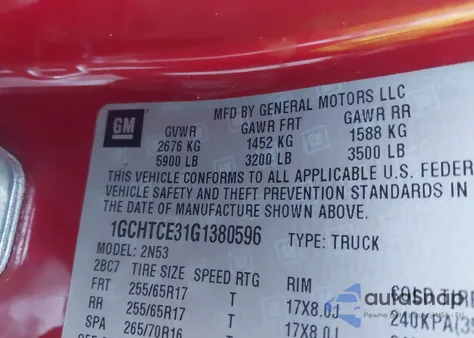 MFD BY GENERAL MOTORS LLC
GM
GVWR GAWR FRT GAWR RR
2676 KG 1452 KG 1588 KG
5900 LB 3200 LB 3500 LB
THIS VEHICLE CONFORMS TO ALL APPLICABLE U.S. FEDER
VEHICLE SAFETY AND THEFT PREVENTION STANDARDS IN
THE DATE OF MANUFACTURE SHOWN ABOVE.
1GCHTCE31G1380596 TYPE: TRUCK
MODEL: 2N53
2BC7 TIRE SIZE SPEED RTG RIM COLD TIRE
FRT 255/65R17 T 17X8.0J
RR 255/65R17 T 17X8.0J 240KPA(3
SPA 265/70R16 T
autoSnap